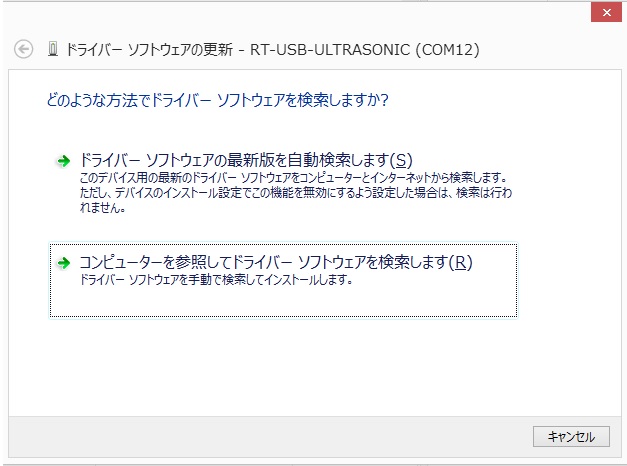 ドライバー ソフトウェアの更新 - RT-USB-ULTRASONIC (COM12)
どのような方法でドライバー ソフトウェアを検索しますか?
ドライバー ソフトウェアの最新版を自動検索します(S)
このデバイス用の最新のドライバー ソフトウェアをコンピューターとインターネットから検索します。
ただし、デバイスのインストール設定でこの機能を無効にするよう設定した場合は、検索は行わ
れません。
コンピューターを参照してドライバー ソフトウェアを検索します(R)
ドライバー ソフトウェアを手動で検索してインストールします。
キャンセル